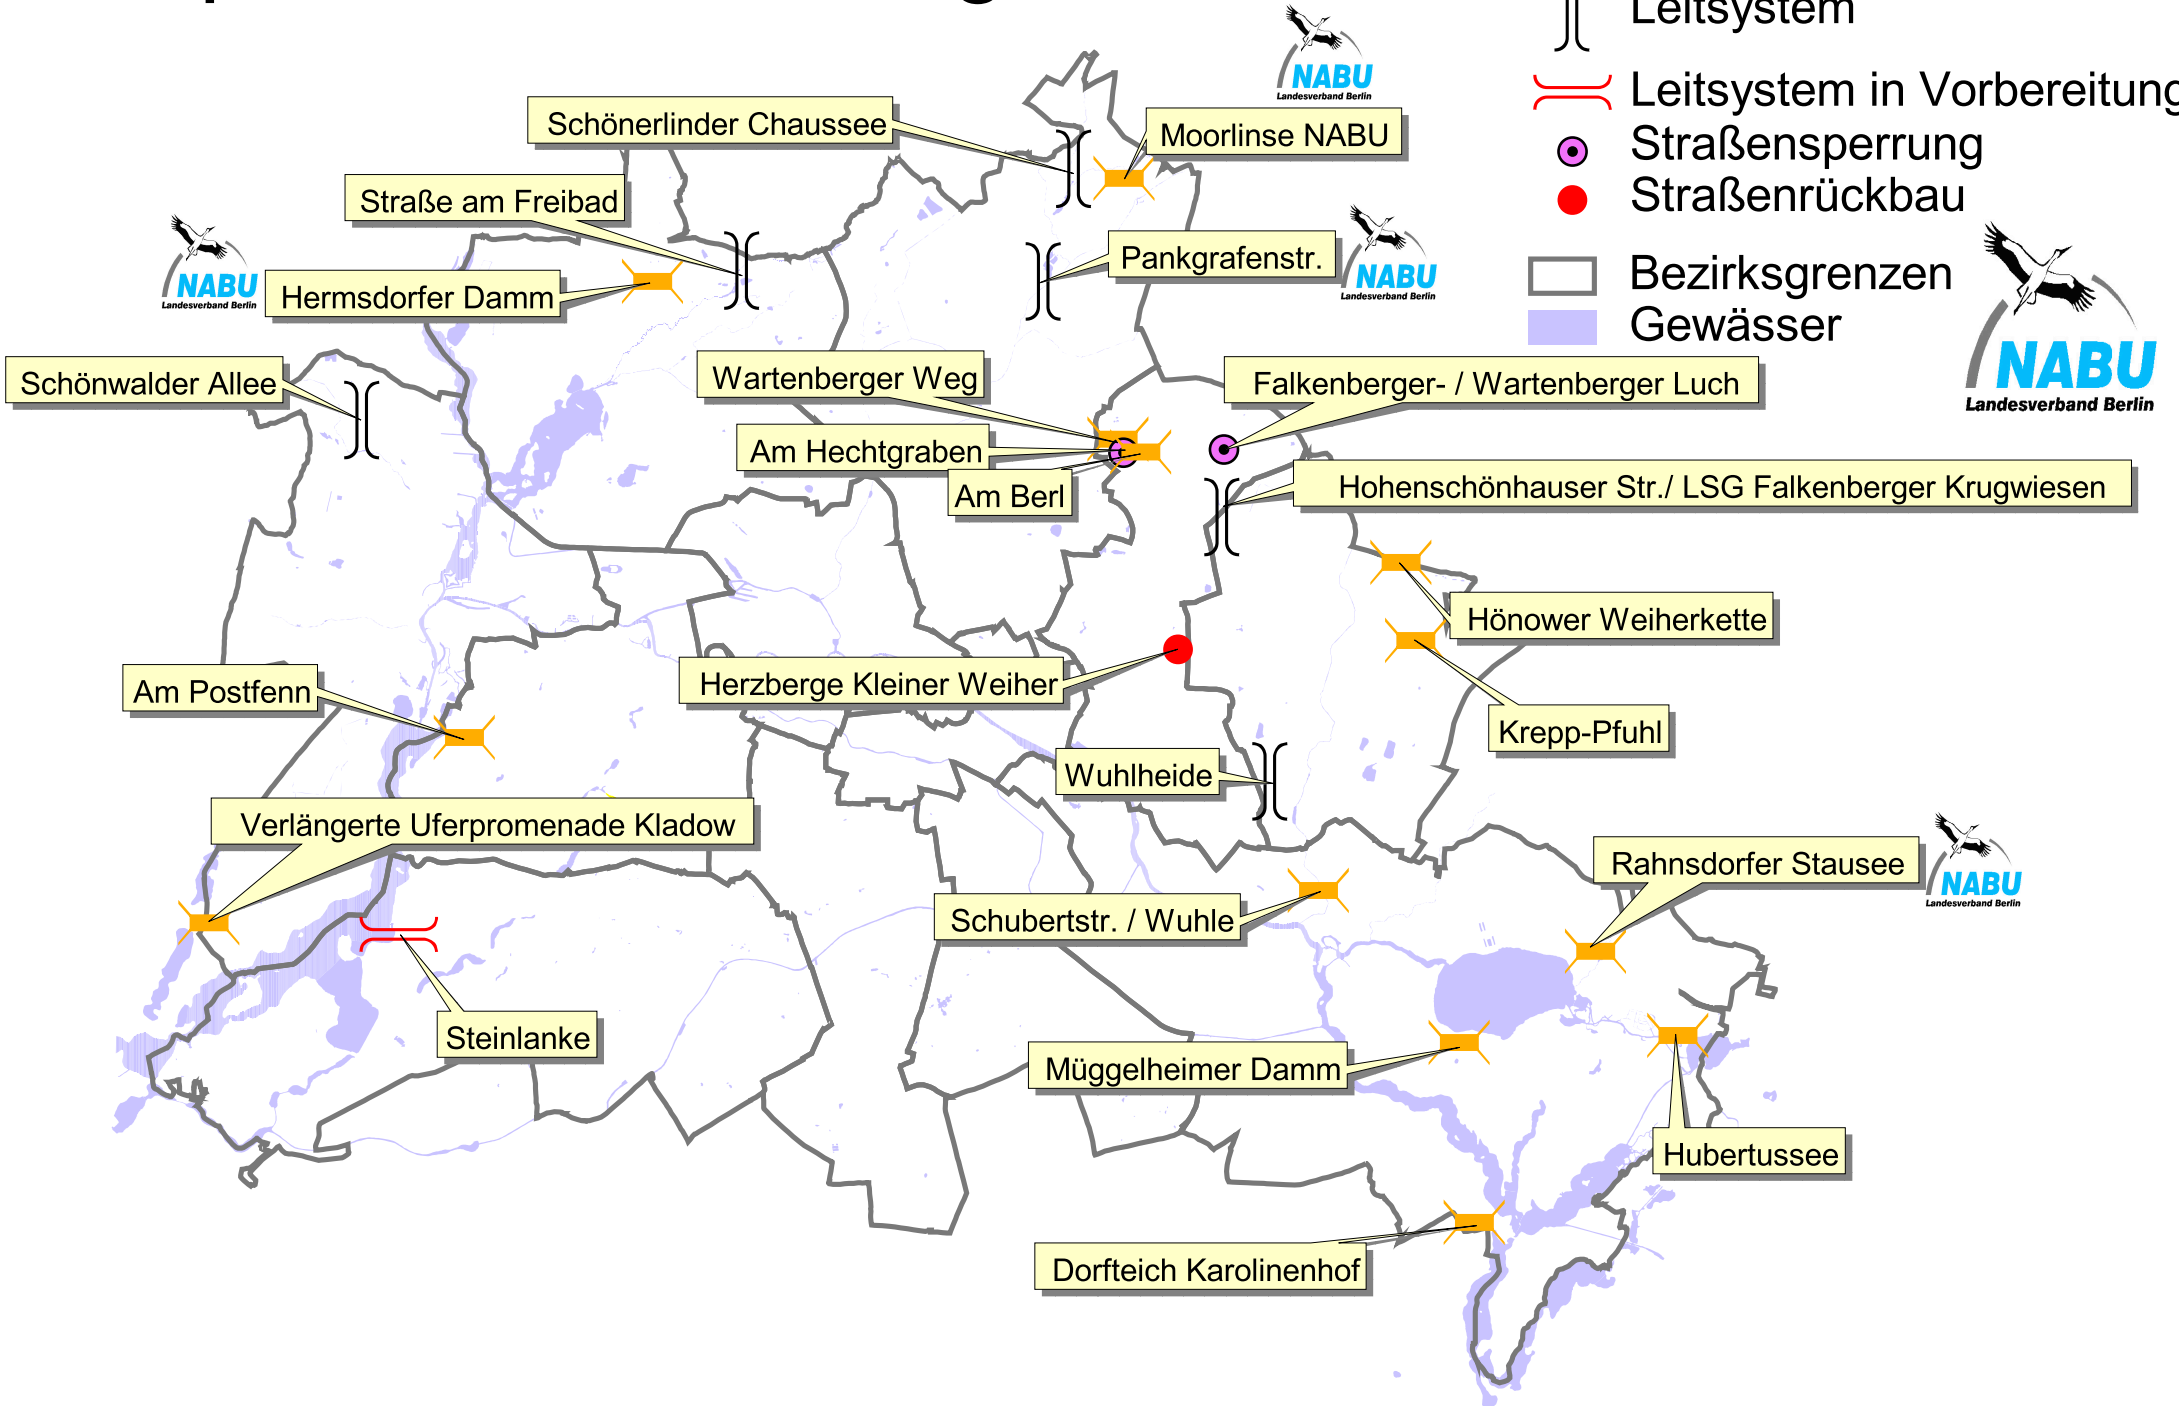 Leitsystem
NABU
Landesverband Berlin
Leitsystem in Vorbereitung
Schönerlinder Chaussee
Moorlinse NABU
Straßensperrung
Straßenrückbau
Straße am Freibad
NABU
Landesverband Berlin
Pankgrafenstr.
NABU
Landesverband Berlin
Hermsdorfer Damm
Bezirksgrenzen
Gewässer
NABU
Landesverband Berlin
Schönwalder Allee
Wartenberger Weg
Falkenberger- / Wartenberger Luch
Am Hechtgraben
Am Berl
Hohenschönhauser Str./ LSG Falkenberger Krugwiesen
Hönower Weiherkette
Am Postfenn
Herzberge Kleiner Weiher
Krepp-Pfuhl
Wuhlheide
Verlängerte Uferpromenade Kladow
Rahnsdorfer Stausee
NABU
Landesverband Berlin
Schubertstr. / Wuhle
Steinlanke
Müggelheimer Damm
Hubertussee
Dorfteich Karolinenhof